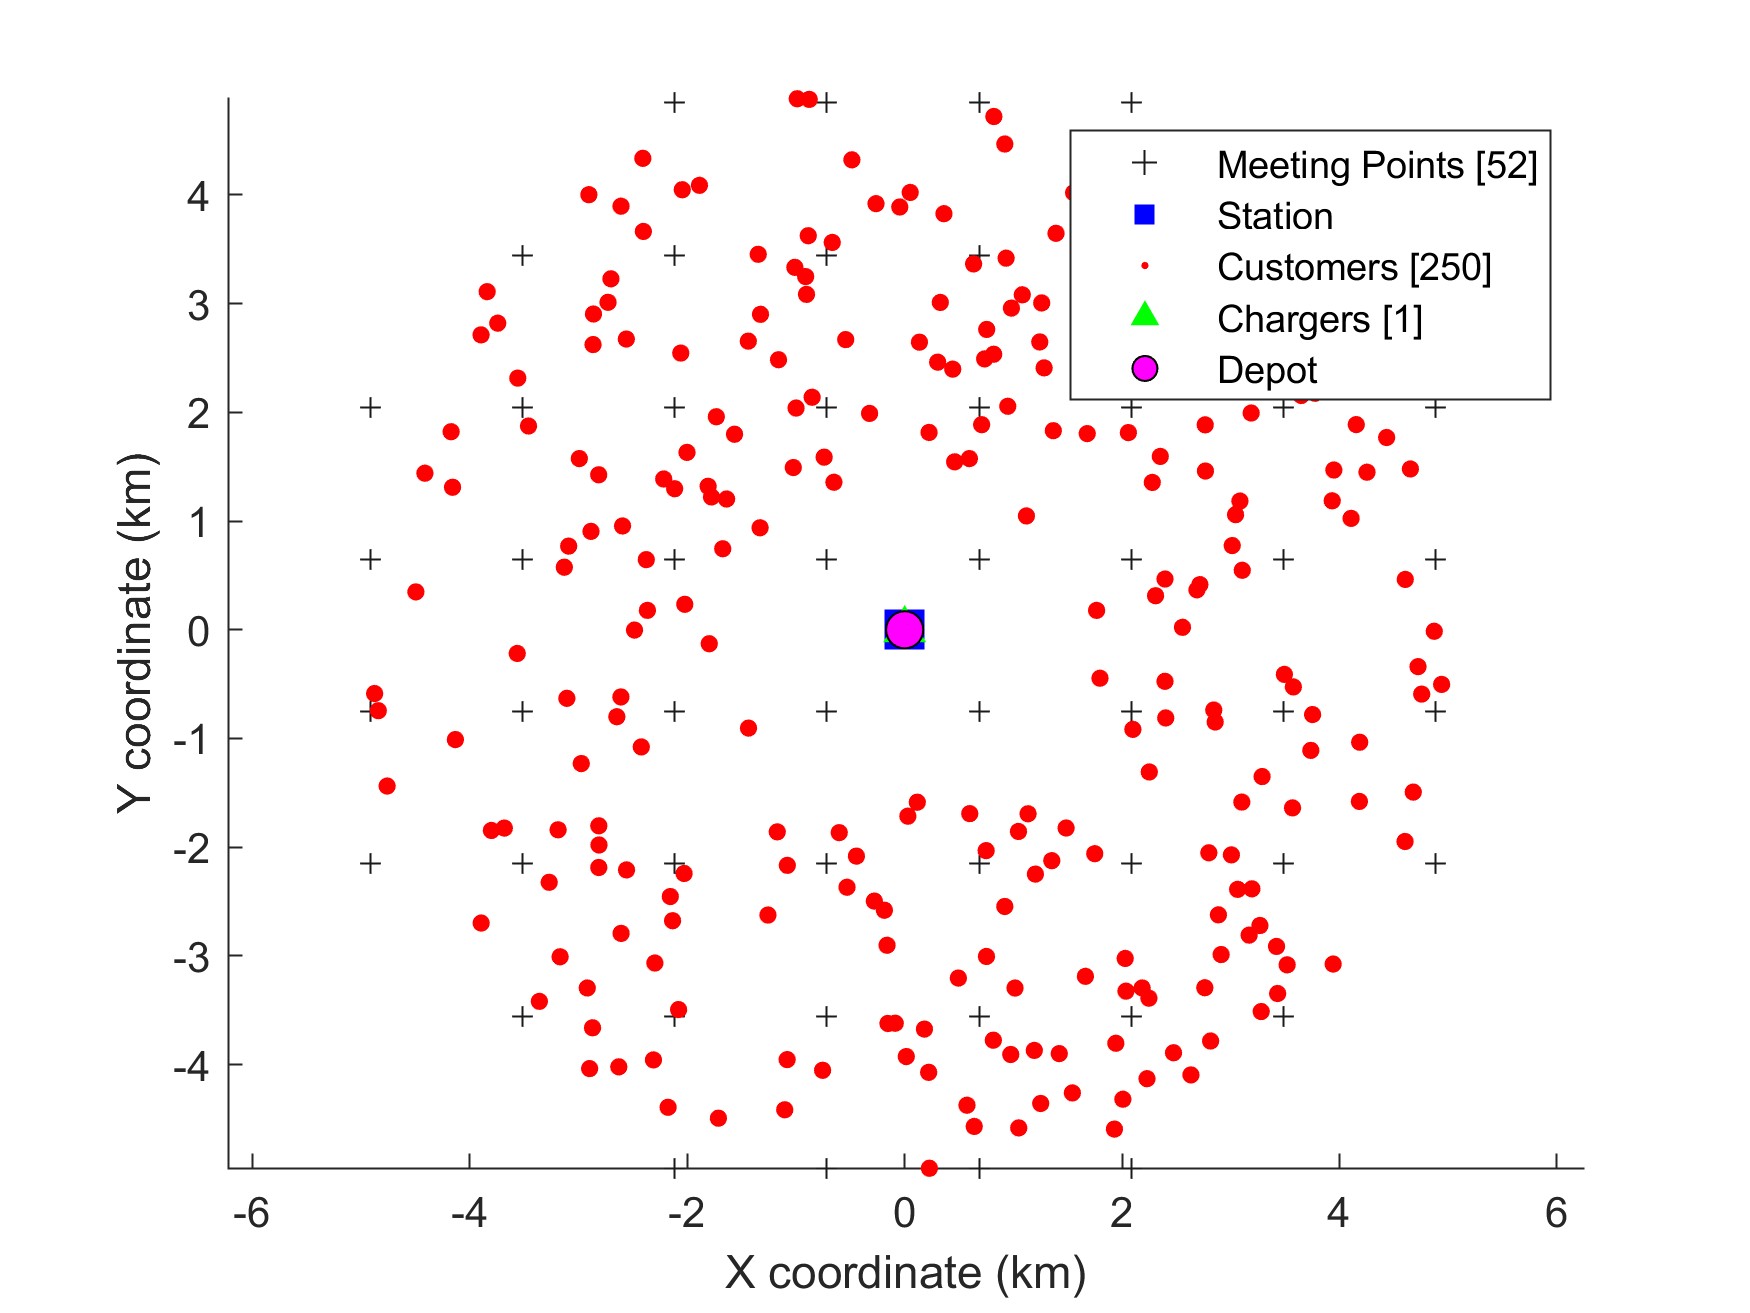 Meeting Points [52]
Station
Customers [250]
Chargers [1]
Depot
4
3
2
1
0
-1
-2
-3
-4
Y coordinate (km)
-6
-4
-2
0
2
4
6
X coordinate (km)